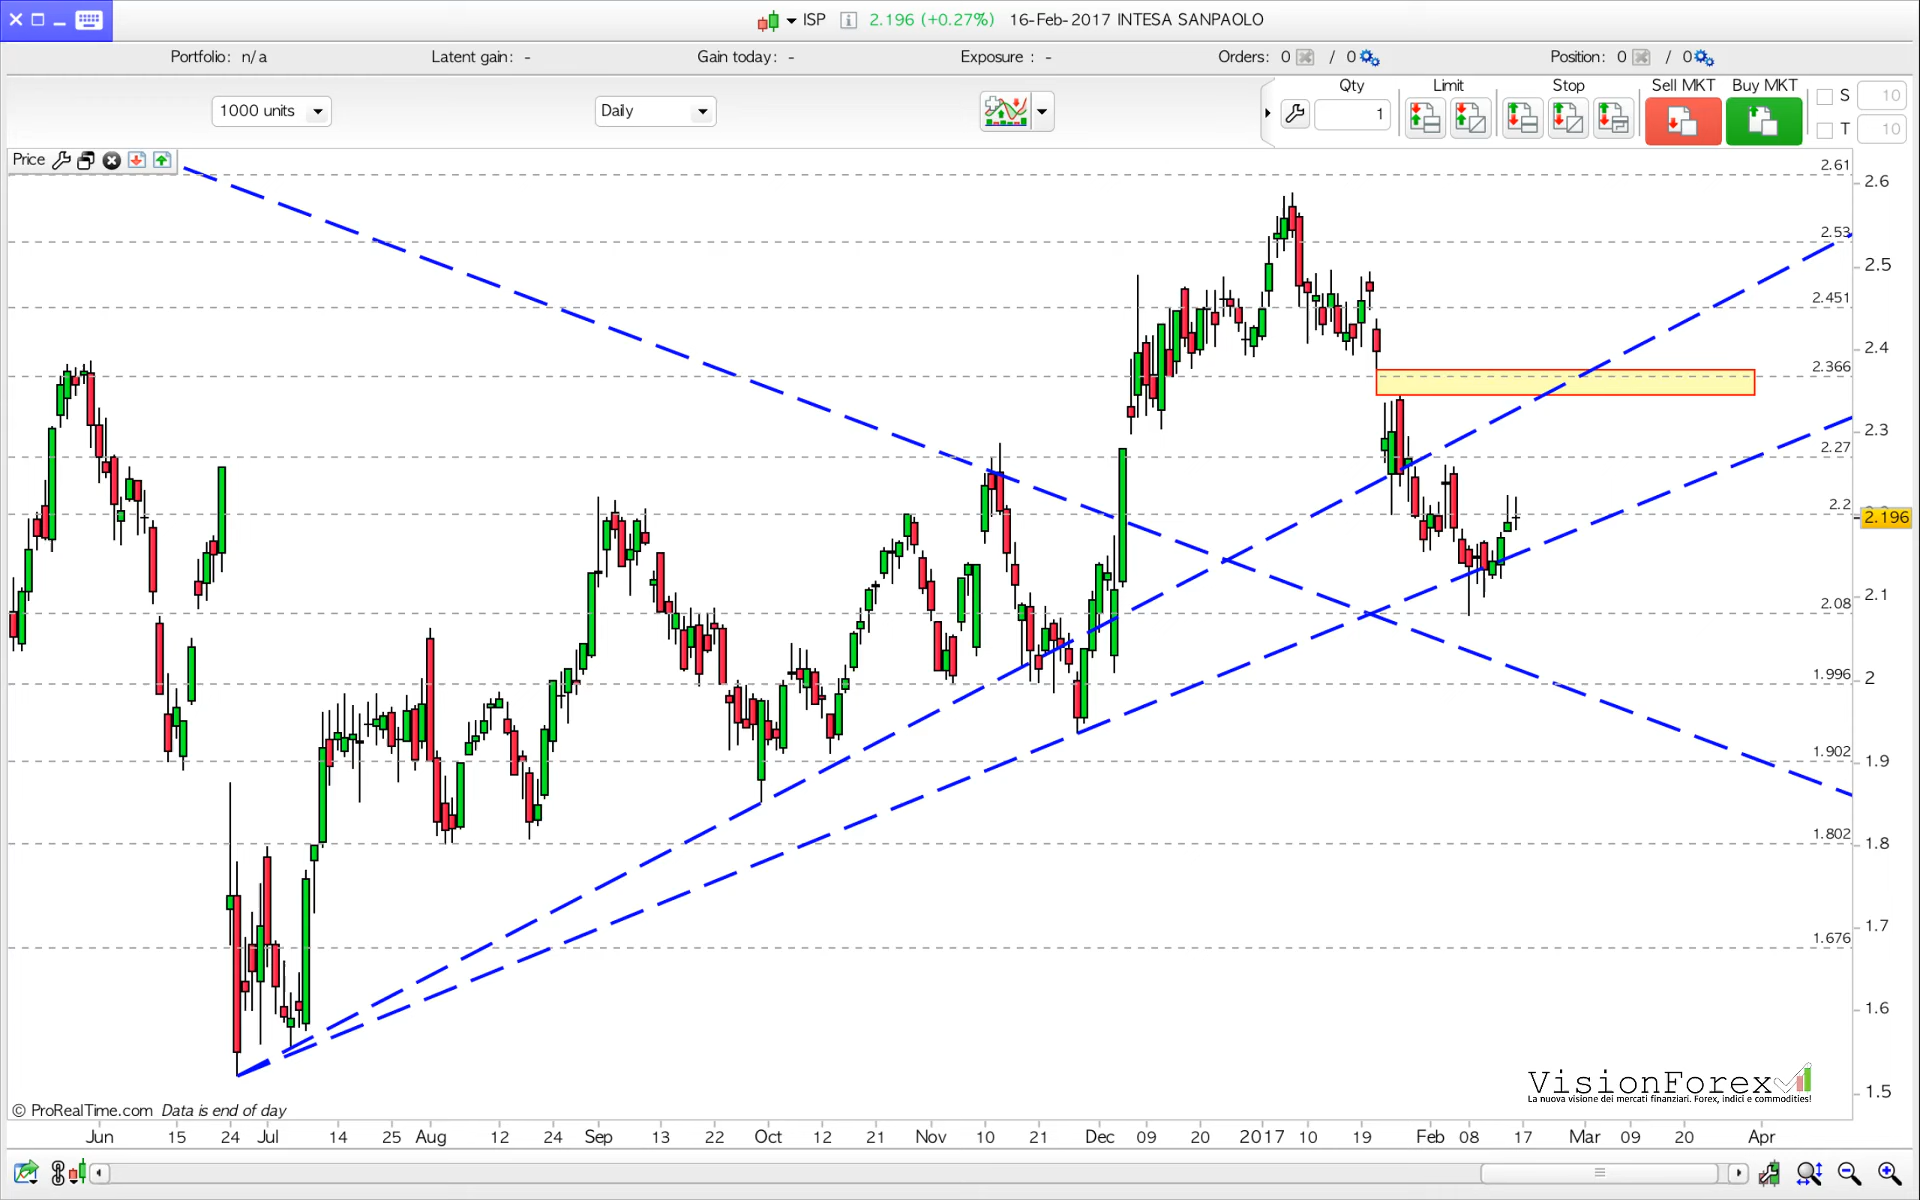 ISP 2.196 (+0.27%) 16-Feb-2017 INTESA SANPAOLO
Portfolio: n/a Latent gain: - Gain today: - Exposure : - Orders: 0 / 0 Position: 0 / 0
Qty Limit Stop Sell MKT Buy MKT
1000 units Daily 1 S 10
T 10
Price
2.61
2.6
2.53
2.5
2.451
2.4
2.366
2.3
2.27
2.2
2.196
2.1
2.08
1.996
2
1.902
1.9
1.802
1.8
1.7
1.676
1.6
1.5
VisionForex
La nuova visione dei mercati finanziari. Forex, indici e commodities!
© ProRealTime.com Data is end of day
Jun 15 24 Jul 14 25 Aug 12 24 Sep 13 22 Oct 12 21 Nov 10 21 Dec 09 20 2017 10 19 Feb 08 17 Mar 09 20 Apr